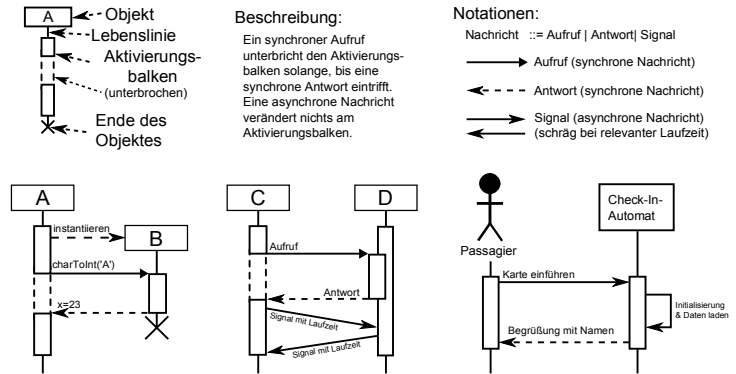 A
Objekt
Lebenslinie
Aktivierungs-
balken
(unterbrochen)
Ende des
Objektes
Beschreibung:
Ein synchroner Aufruf
unterbricht den Aktivierungs-
balken solange, bis eine
synchrone Antwort eintrifft.
Eine asynchrone Nachricht
verändert nichts am
Aktivierungsbalken.
Notationen:
Nachricht ::= Aufruf | Antwort| Signal
Aufruf (synchrone Nachricht)
Antwort (synchrone Nachricht)
Signal (asynchrone Nachricht)
(schräg bei relevanter Laufzeit)
A
instantiieren
B
charToInt('A')
x=23
C
D
Aufruf
Antwort
Signal mit Laufzeit
Signal mit Laufzeit
Passagier
Check-In-
Automat
Karte einführen
Initialisierung
& Daten laden
Begrüßung mit Namen